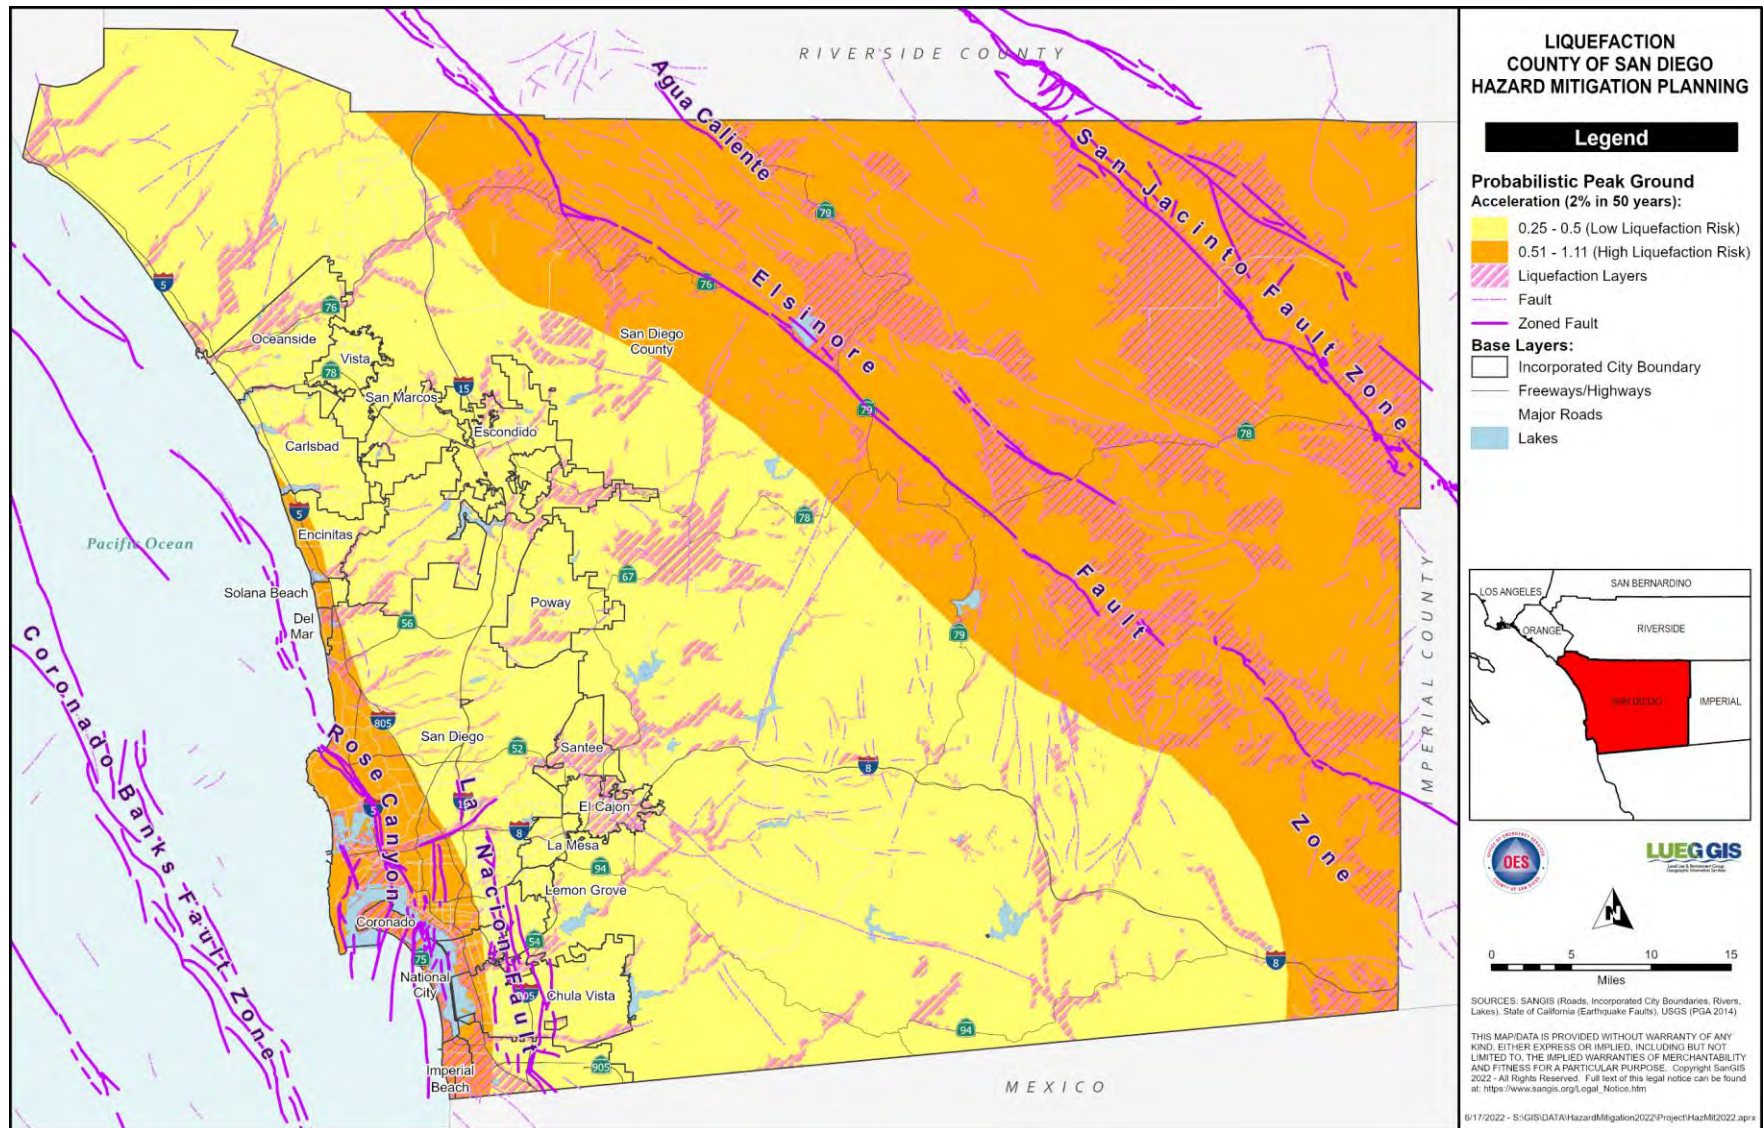 RIVERSIDE COUNTY
Agua Caliente
San Jacinto Fault Zone
79
5
76
76
Elsinore Fault Zone
San Diego
County
Oceanside
Vista
78
15
San Marcos
79
78
Escondido
Carlsbad
5
78
Encinitas
Pacific Ocean
67
Solana Beach
Poway
Del
Mar
56
79
IMPERIAL COUNTY
Coronado Banks Fault Zone
805
San Diego
52
Santee
8
Rose Canyon
La Nacion Fault
15
5
El Cajon
8
La Mesa
94
Lemon Grove
Coronado
54
75
8
National
City
805
Chula Vista
94
905
Imperial
Beach
MEXICO
LIQUEFACTION
COUNTY OF SAN DIEGO
HAZARD MITIGATION PLANNING
Legend
Probabilistic Peak Ground
Acceleration (2% in 50 years):
0.25 - 0.5 (Low Liquefaction Risk)
0.51 - 1.11 (High Liquefaction Risk)
Liquefaction Layers
Fault
Zoned Fault
Base Layers:
Incorporated City Boundary
Freeways/Highways
Major Roads
Lakes
LOS ANGELES
SAN BERNARDINO
ORANGE
RIVERSIDE
SAN DIEGO
IMPERIAL
OES
LUEG GIS
N
0 5 10 15
Miles
SOURCES: SANGIS (Roads, Incorporated City Boundaries, Rivers,
Lakes), State of California (Earthquake Faults), USGS (PGA 2014)
THIS MAP/DATA IS PROVIDED WITHOUT WARRANTY OF ANY
KIND, EITHER EXPRESS OR IMPLIED, INCLUDING BUT NOT
LIMITED TO, THE IMPLIED WARRANTIES OF MERCHANTABILITY
AND FITNESS FOR A PARTICULAR PURPOSE. Copyright SanGIS
2022 - All Rights Reserved. Full text of this legal notice can be found
at: https://www.sangis.org/Legal_Notice.htm
6/17/2022 - S:\GIS\DATA\HazardMitigation2022\Project\HazMit2022.aprx